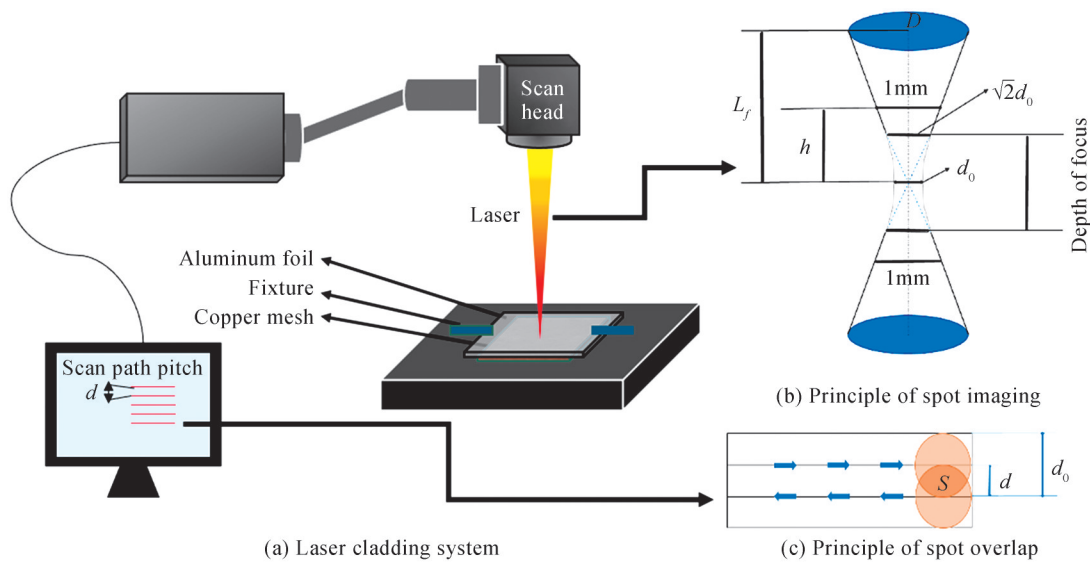 Scan
head
Laser
Aluminum foil
Fixture
Copper mesh
Scan path pitch
d
(a) Laser cladding system
D
1mm
√2d₀
L_f
h
d₀
Depth of focus
1mm
(b) Principle of spot imaging
S
d
d₀
(c) Principle of spot overlap